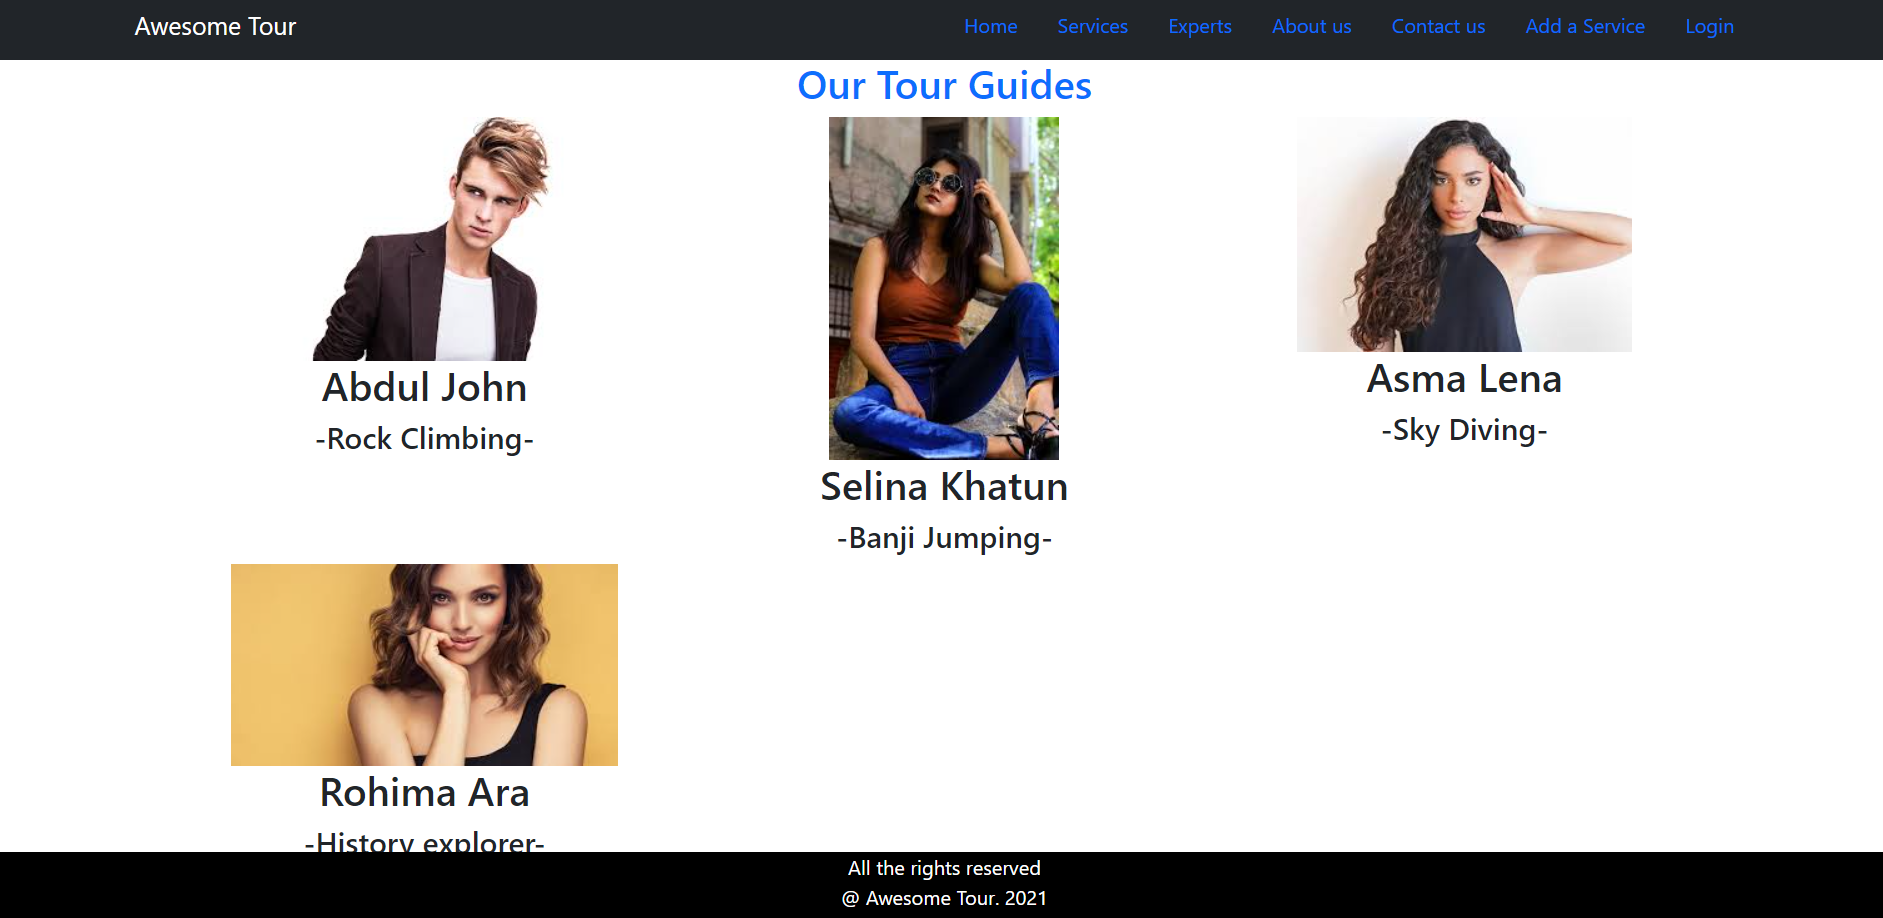 Awesome Tour
Home Services Experts About us Contact us Add a Service Login
Our Tour Guides
Abdul John
-Rock Climbing-
Selina Khatun
-Banji Jumping-
Asma Lena
-Sky Diving-
Rohima Ara
-History explorer-
All the rights reserved
@ Awesome Tour. 2021